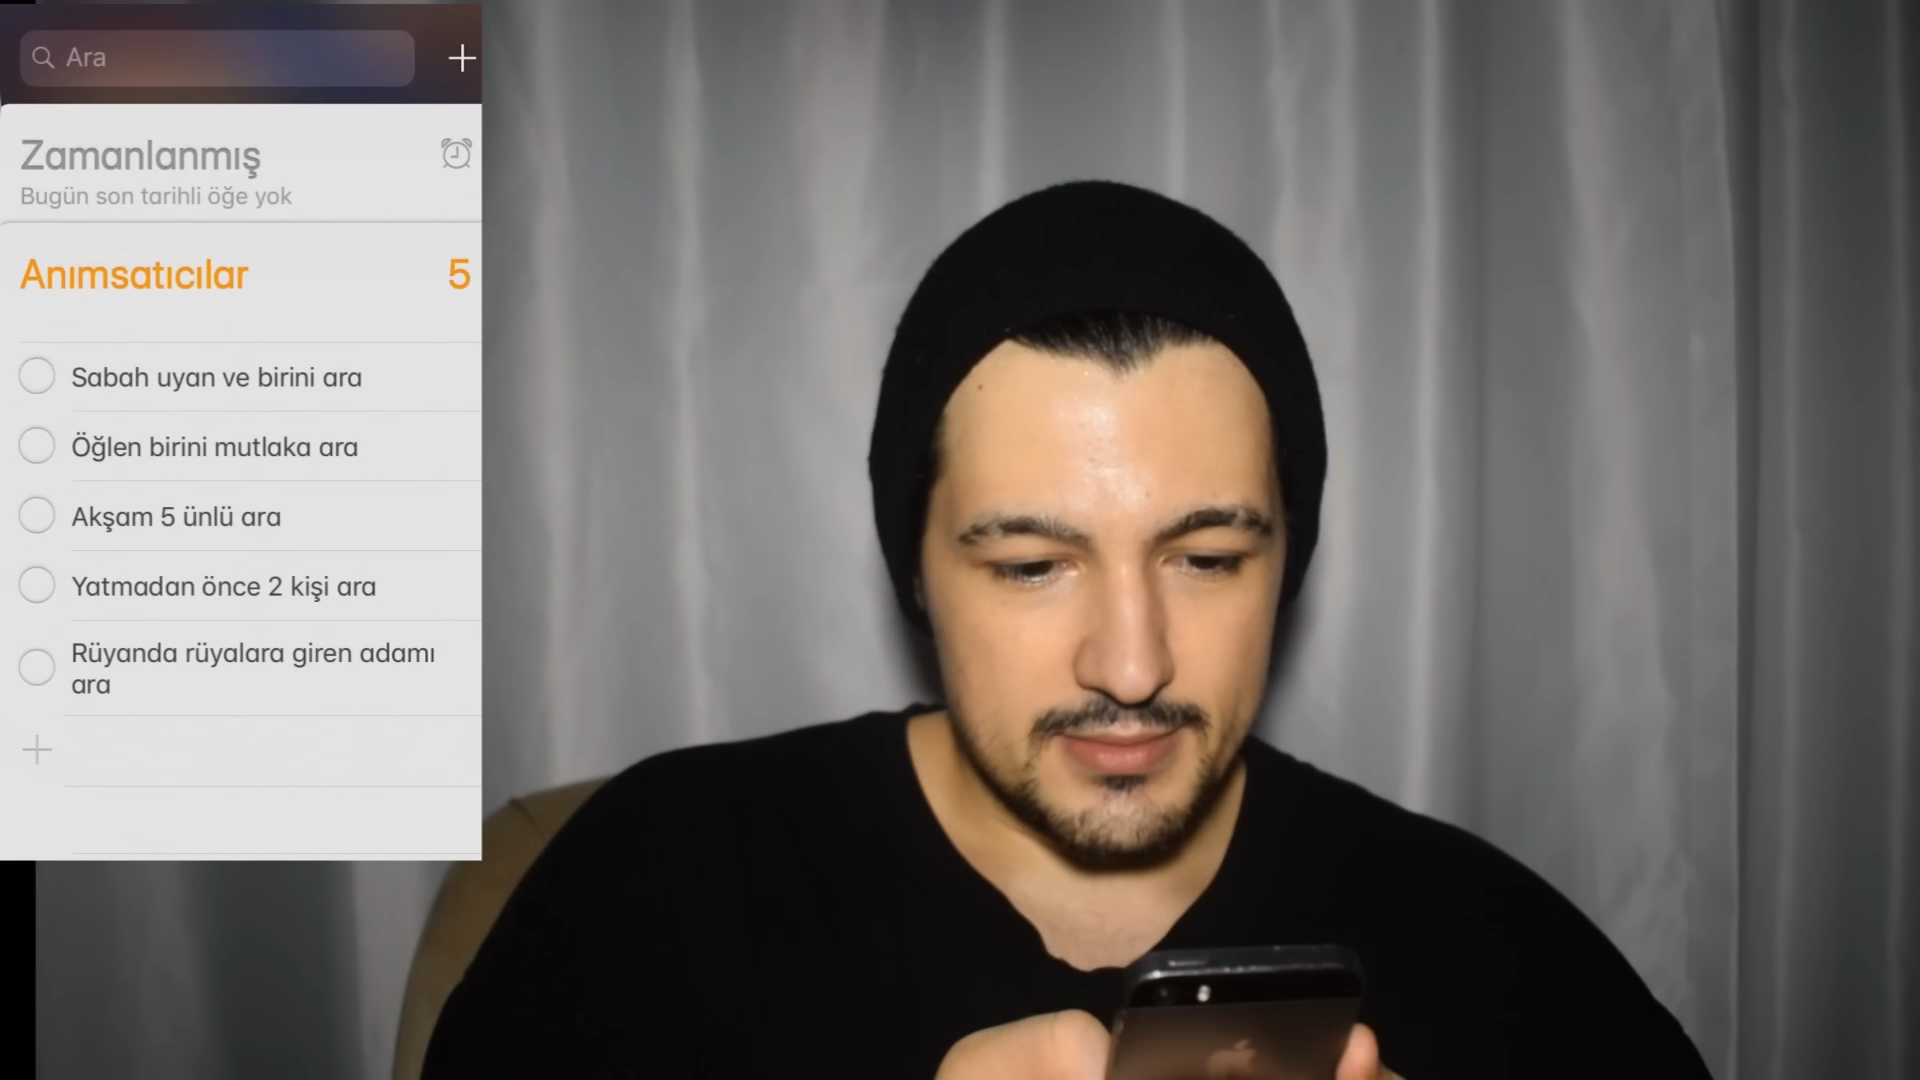 Ara
Zamanlanmış
Bugün son tarihli öğe yok
Anımsatıcılar 5
Sabah uyan ve birini ara
Öğlen birini mutlaka ara
Akşam 5 ünlü ara
Yatmadan önce 2 kişi ara
Rüyanda rüyalara giren adamı
ara